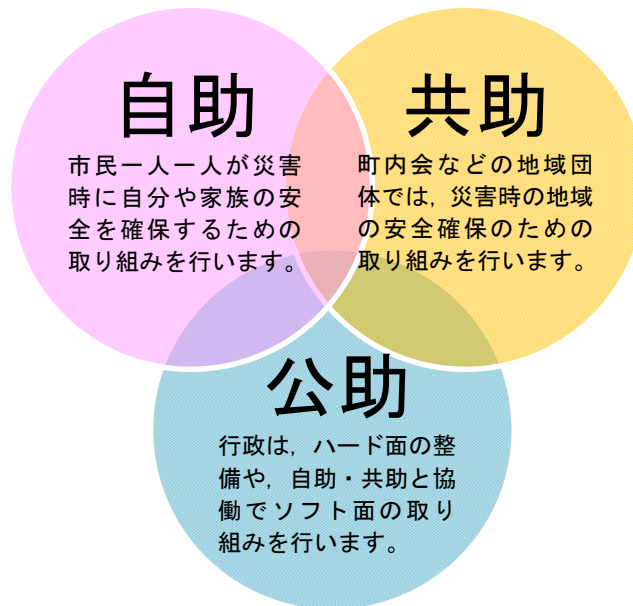 自助
市民一人一人が災害
時に自分や家族の安
全を確保するための
取り組みを行います。
共助
町内会などの地域団
体では，災害時の地域
の安全確保のための
取り組みを行います。
公助
行政は，ハード面の整
備や，自助・共助と協
働でソフト面の取り
組みを行います。